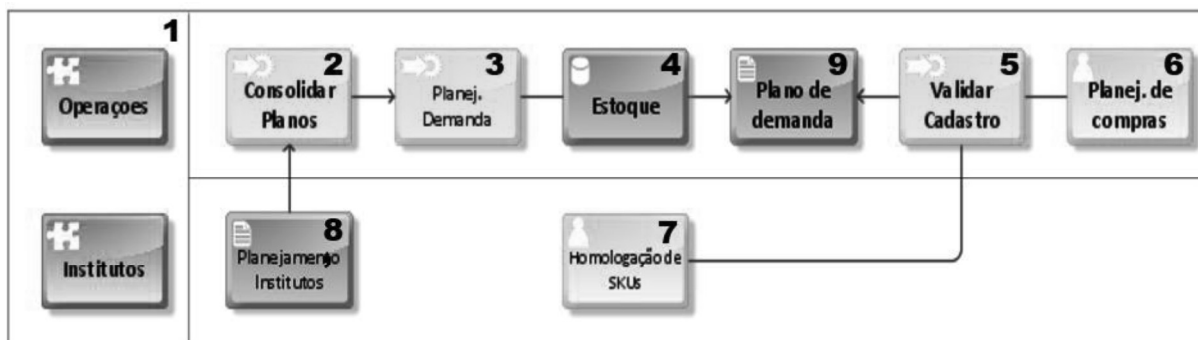 1
Operaçoes
2
Consolidar
Planos
3
Planej.
Demanda
4
Estoque
9
Plano de
demanda
5
Validar
Cadastro
6
Planej. de
compras
Institutos
8
Planejamento
Institutos
7
Homologação de
SKUs